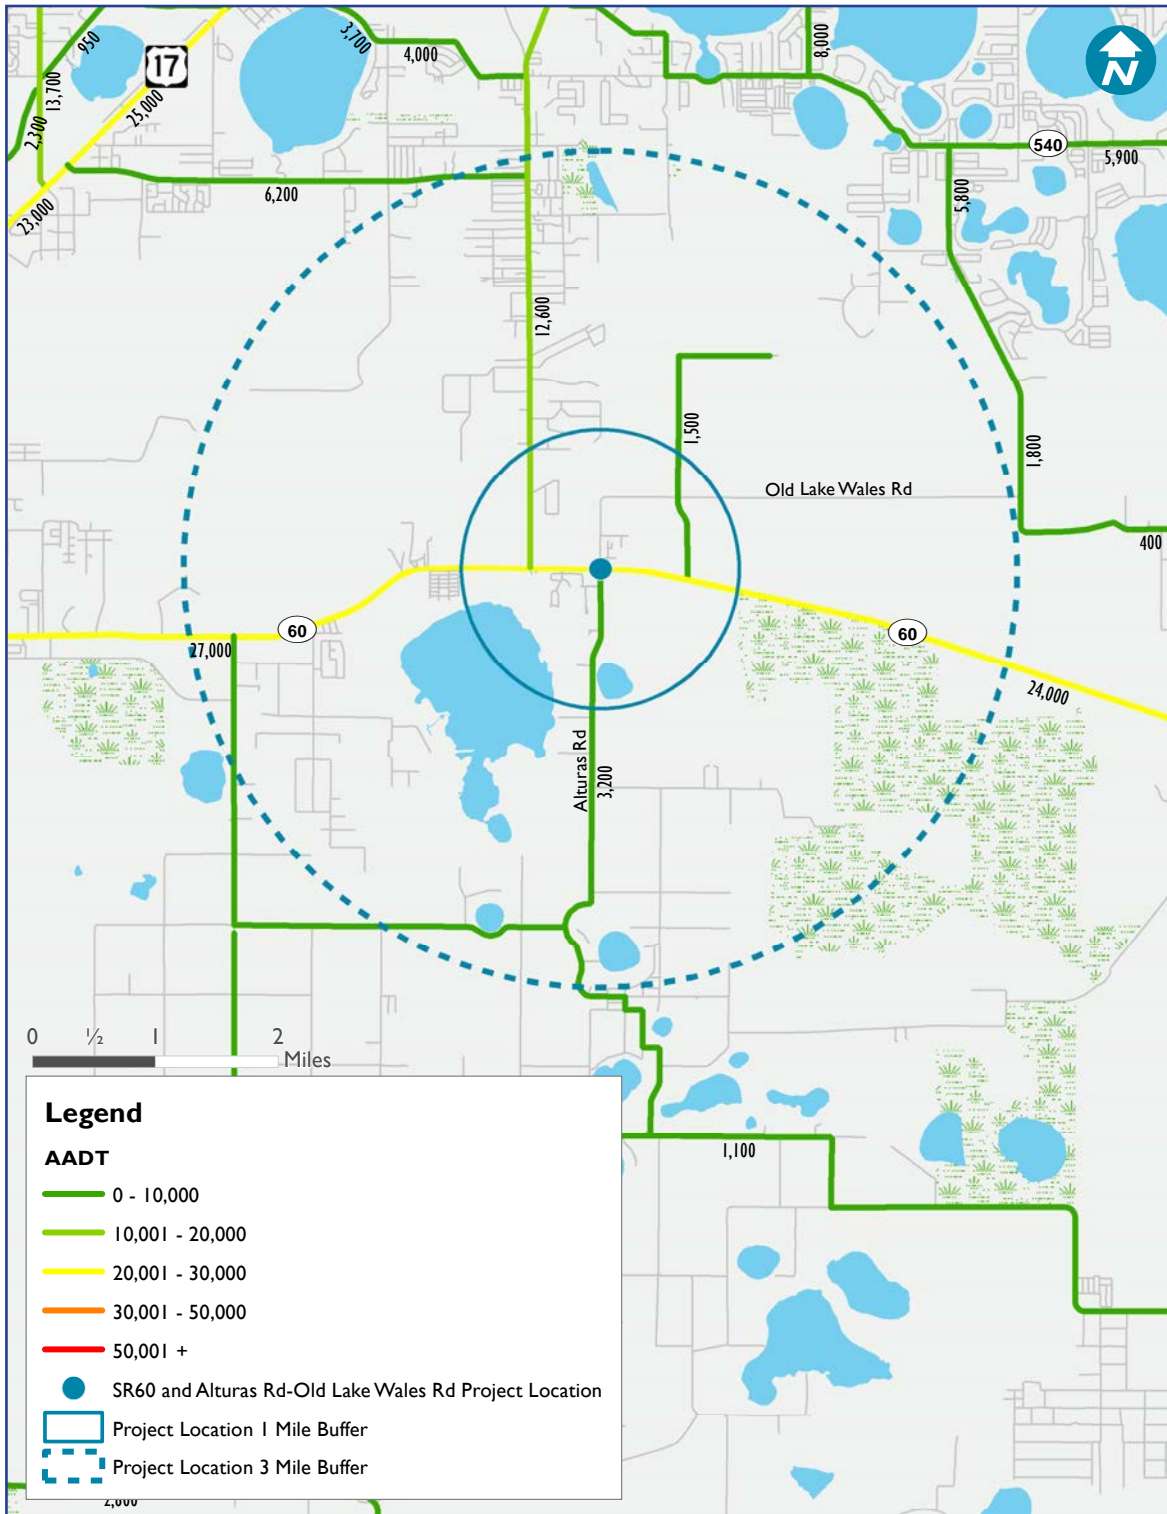 950
3,700
4,000
8,000
N
17
13,700
25,000
2,300
540
5,900
6,200
5,800
23,000
12,600
1,500
1,800
Old Lake Wales Rd
400
60
60
27,000
24,000
Alturas Rd
3,200
0 ½ 1 2
Miles
Legend
AADT
0 - 10,000
10,001 - 20,000
20,001 - 30,000
30,001 - 50,000
50,001 +
SR60 and Alturas Rd-Old Lake Wales Rd Project Location
Project Location 1 Mile Buffer
Project Location 3 Mile Buffer
1,100